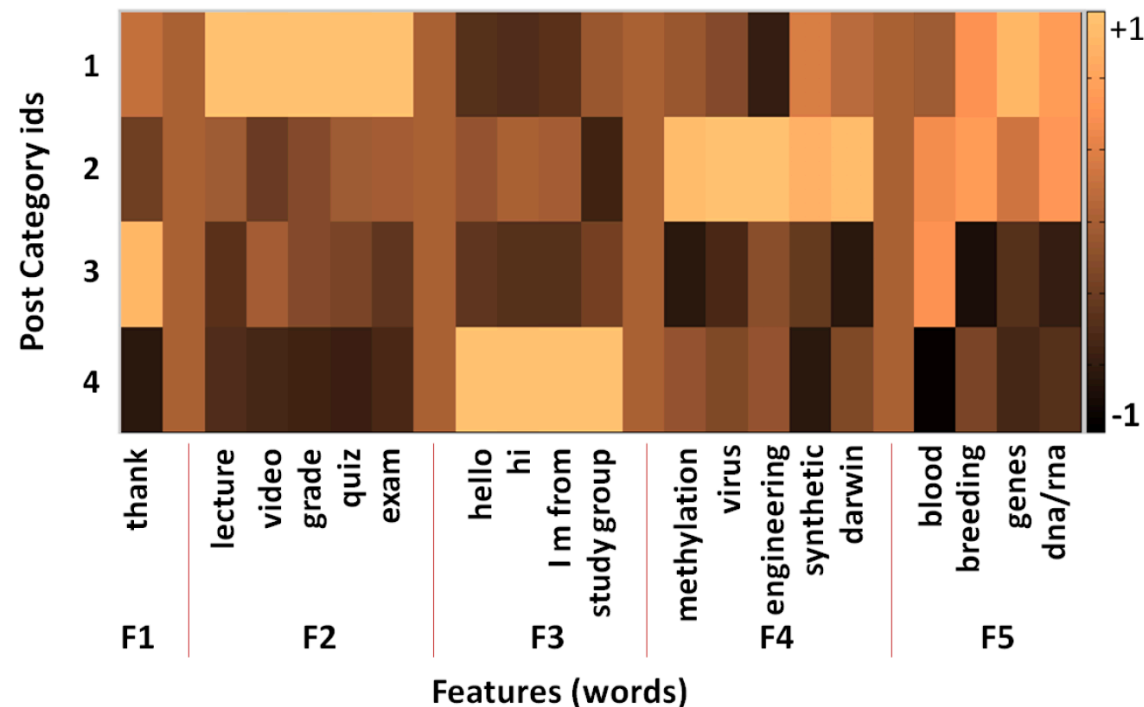 +1
1
2
3
4
-1
Post Category ids
thank
lecture
video
grade
quiz
exam
hello
hi
I m from
study group
methylation
virus
engineering
synthetic
darwin
blood
breeding
genes
dna/rna
F1 F2 F3 F4 F5
Features (words)